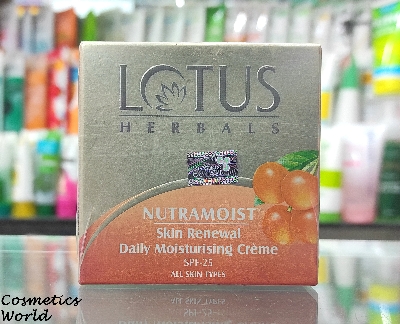 LOTUS
HERBALS
NUTRAMOIST
Skin Renewal
Daily Moisturising Crème
SPF-25
ALL SKIN TYPES
Cosmetics
World